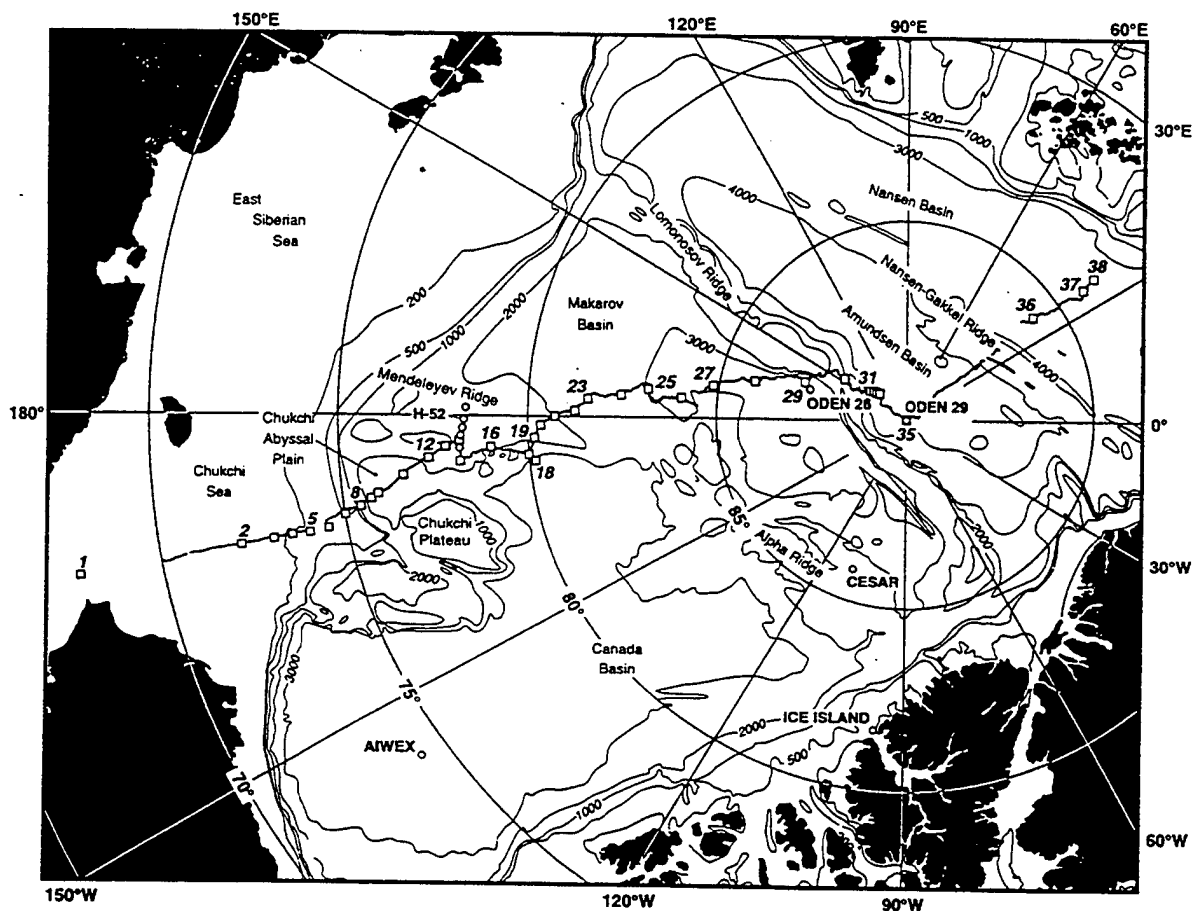 150°E
120°E
90°E
60°E
30°E
500
1000
3000
East
Siberian
Sea
4000
Nansen Basin
Lomonosov Ridge
Nansen-Gakkel Ridge
38
37
200
2000
Makarov
Basin
36
Amundsen Basin
500
1000
4000
3000
Mendeleyev Ridge
23
25
27
29
31
ODEN 26
ODEN 29
180°
H-52
0°
Chukchi
Abyssal
Plain
12
16
19
18
35
Chukchi
Sea
8
5
2
Chukchi
Plateau
1000
85°
Alpha Ridge
2000
1
2000
CESAR
30°W
80°
Canada
Basin
3000
75°
ICE ISLAND
2000
AIWEX
500
70°
1000
60°W
150°W
120°W
90°W